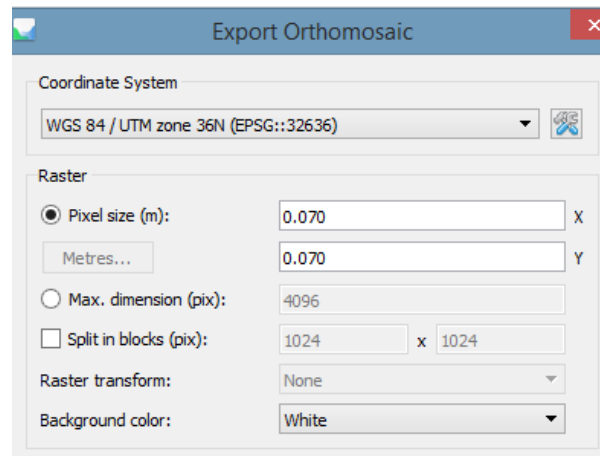 Export Orthomosaic
Coordinate System
WGS 84 / UTM zone 36N (EPSG::32636)
Raster
Pixel size (m): 0.070 X
Metres... 0.070 Y
Max. dimension (pix): 4096
Split in blocks (pix): 1024 x 1024
Raster transform: None
Background color: White